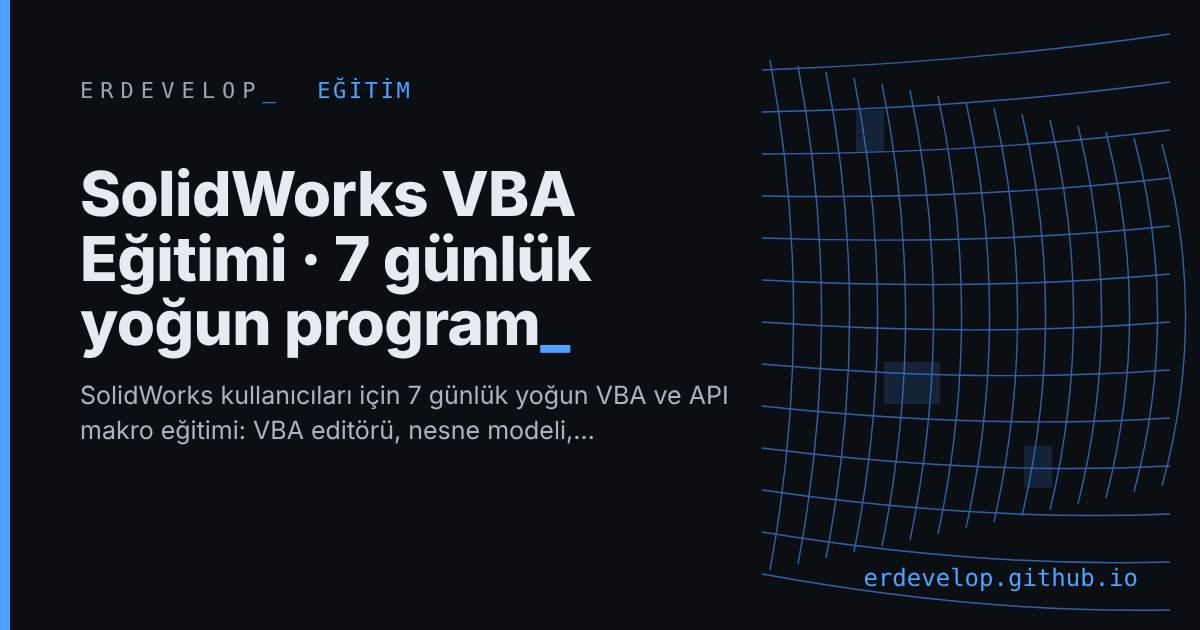 ERDEVELOP_ EĞİTİM
SolidWorks VBA
Eğitimi · 7 günlük
yoğun program_
SolidWorks kullanıcıları için 7 günlük yoğun VBA ve API
makro eğitimi: VBA editörü, nesne modeli,...
erdevelop.github.io